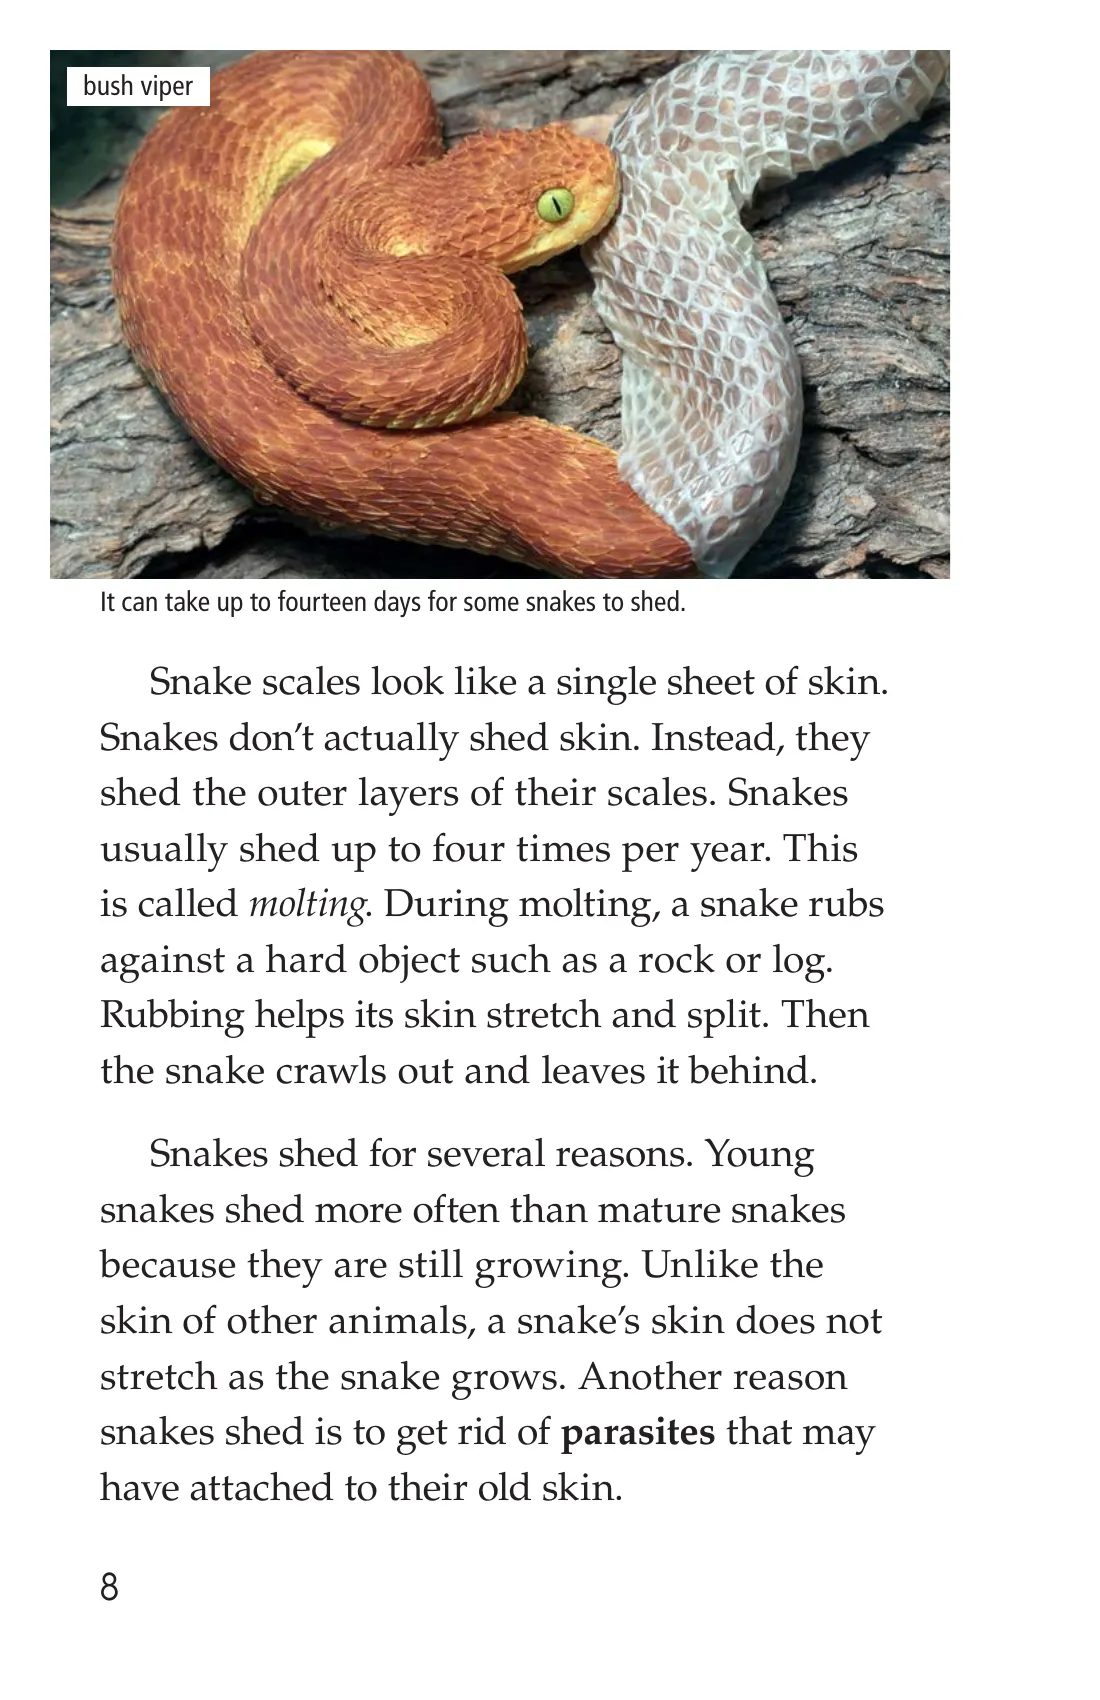 bush viper
It can take up to fourteen days for some snakes to shed.
Snake scales look like a single sheet of skin.
Snakes don’t actually shed skin. Instead, they
shed the outer layers of their scales. Snakes
usually shed up to four times per year. This
is called molting. During molting, a snake rubs
against a hard object such as a rock or log.
Rubbing helps its skin stretch and split. Then
the snake crawls out and leaves it behind.
Snakes shed for several reasons. Young
snakes shed more often than mature snakes
because they are still growing. Unlike the
skin of other animals, a snake’s skin does not
stretch as the snake grows. Another reason
snakes shed is to get rid of parasites that may
have attached to their old skin.
8